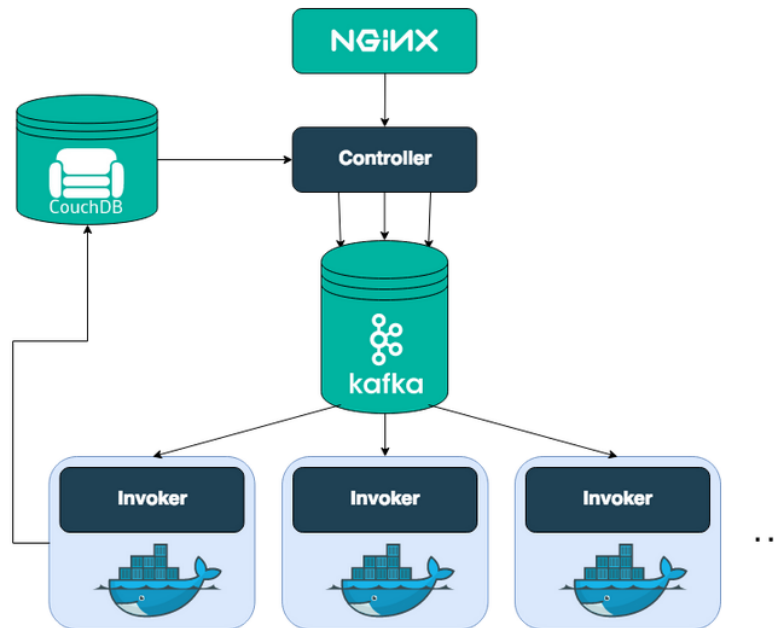 NGiNX
Controller
CouchDB
kafka
Invoker
Invoker
Invoker
..